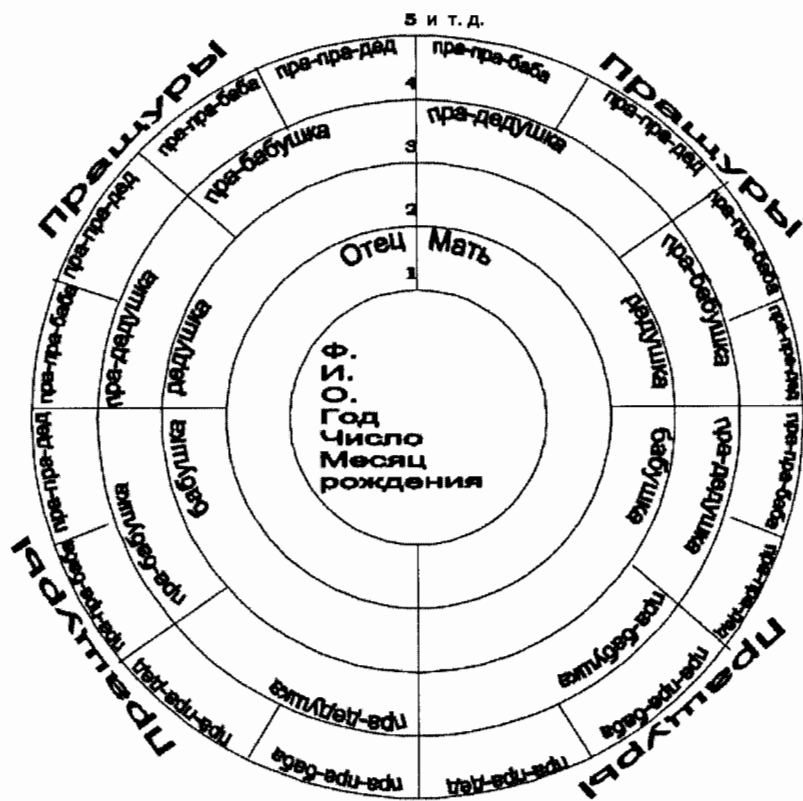 5 и т. д.
Пращуры
Пращуры
пра-пра-баба
пра-пра-дед
пра-пра-баба
пра-пра-дед
4
пра-бабушка
пра-дедушка
3
2
Отец
Мать
1
пра-пра-дед
пра-пра-баба
пра-дедушка
дедушка
дедушка
пра-бабушка
пра-пра-баба
пра-пра-дед
Ф.
И.
О.
Год
Число
Месяц
рождения
пра-пра-дед
пра-бабушка
бабушка
бабушка
пра-дедушка
пра-пра-баба
пра-пра-баба
пра-пра-дед
пра-пра-дед
пра-дедушка
пра-бабушка
пра-пра-баба
пра-пра-баба
пра-пра-дед
Пращуры
Пращуры